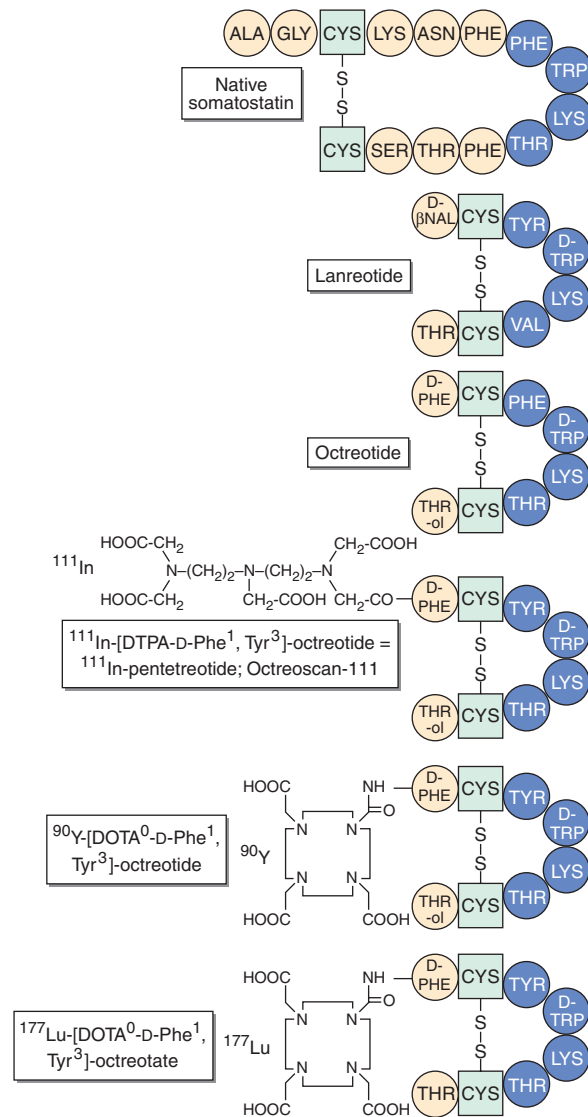 ALA GLY CYS LYS ASN PHE PHE TRP LYS
Native
somatostatin
S
S
CYS SER THR PHE THR
D-
βNAL CYS TYR D-
TRP
Lanreotide
S
S
LYS
THR CYS VAL
D-
PHE CYS PHE D-
TRP
Octreotide
S
S
LYS
THR
-ol CYS THR
HOOC-CH₂ CH₂-COOH
¹¹¹In N–(CH₂)₂–N–(CH₂)₂–N
HOOC-CH₂ CH₂-COOH CH₂-CO D-
PHE CYS TYR D-
TRP
¹¹¹In-[DTPA-D-Phe¹, Tyr³]-octreotide =
¹¹¹In-pentetreotide; Octreoscan-111
S
S
LYS
THR
-ol CYS THR
HOOC NH D-
PHE CYS TYR D-
TRP
N N O
⁹⁰Y-[DOTA⁰-D-Phe¹,
Tyr³]-octreotide
⁹⁰Y
S
S
LYS
N N
HOOC COOH THR
-ol CYS THR
HOOC NH D-
PHE CYS TYR D-
TRP
N N O
¹⁷⁷Lu-[DOTA⁰-D-Phe¹,
Tyr³]-octreotate
¹⁷⁷Lu
S
S
LYS
N N
HOOC COOH THR CYS THR